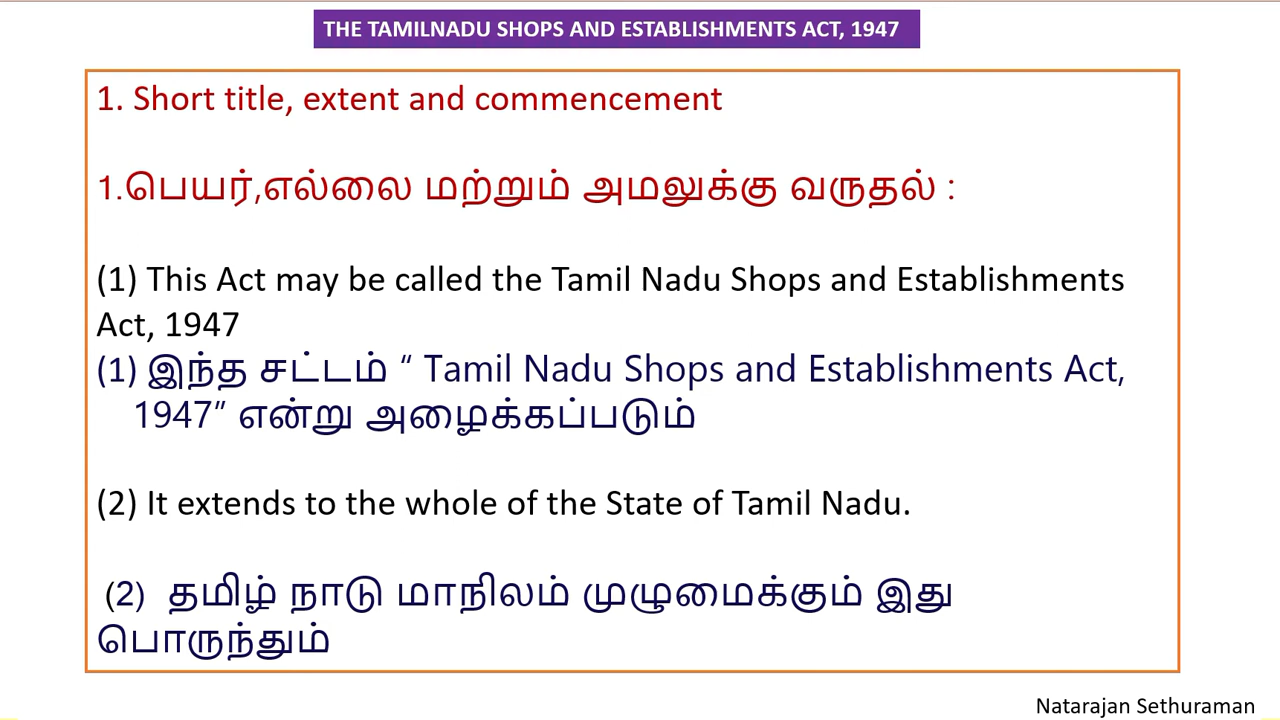 THE TAMILNADU SHOPS AND ESTABLISHMENTS ACT, 1947
1. Short title, extent and commencement
1.பெயர்,எல்லை மற்றும் அமலுக்கு வருதல் :
(1) This Act may be called the Tamil Nadu Shops and Establishments
Act, 1947
(1) இந்த சட்டம் “ Tamil Nadu Shops and Establishments Act,
1947” என்று அழைக்கப்படும்
(2) It extends to the whole of the State of Tamil Nadu.
(2) தமிழ் நாடு மாநிலம் முழுமைக்கும் இது
பொருந்தும்
Natarajan Sethuraman